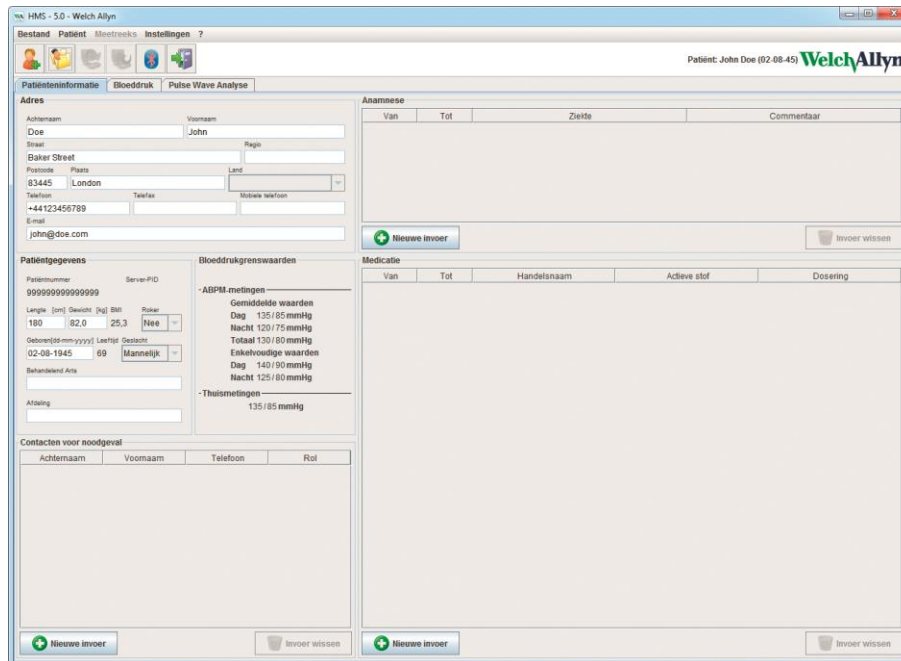 HMS - 5.0 - Welch Allyn
Bestand Patiënt Meetreeks Instellingen ?
Patiënt: John Doe (02-08-45) WelchAllyn
Patiënteninformatie Bloeddruk Pulse Wave Analyse
Adres
Achternaam Voornaam
Doe John
Straat Regio
Baker Street
Postcode Plaats Land
83445 London
Telefoon Telefax Mobiele telefoon
+44123456789
E-mail
john@doe.com
Anamnese
Van Tot Ziekte Commentaar
Nieuwe invoer Invoer wissen
Patiëntgegevens
Patiëntnummer Server-PID
999999999999999
Lengte [cm] Gewicht [kg] BMI Roker
180 82,0 25,3 Nee
Geboren[dd-mm-yyyy] Leeftijd Geslacht
02-08-1945 69 Mannelijk
Behandelend Arts
Afdeling
Bloeddrukgrenswaarden
ABPM-metingen
Gemiddelde waarden
Dag 135/85 mmHg
Nacht 120/75 mmHg
Totaal 130/80 mmHg
Enkelvoudige waarden
Dag 140/90 mmHg
Nacht 125/80 mmHg
Thuismetingen
135/85 mmHg
Medicatie
Van Tot Handelsnaam Actieve stof Dosering
Contacten voor noodgeval
Achternaam Voornaam Telefoon Rol
Nieuwe invoer Invoer wissen
Nieuwe invoer Invoer wissen